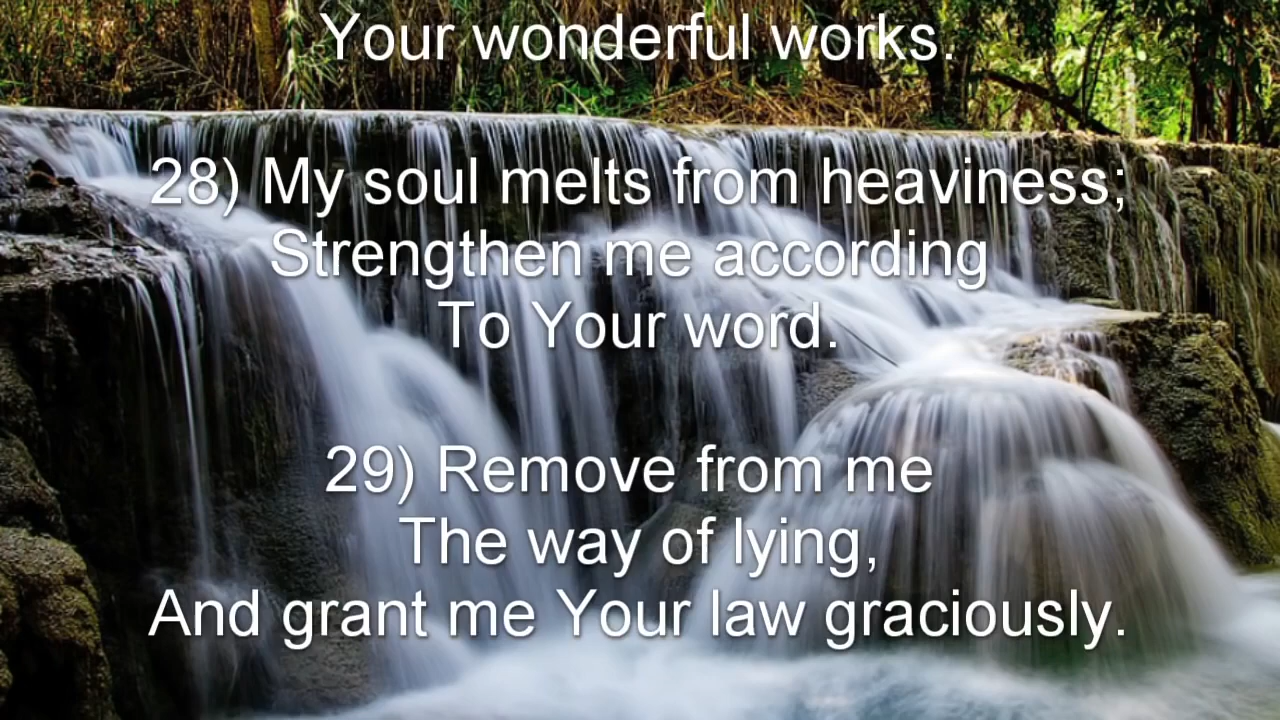 Your wonderful works.
28) My soul melts from heaviness;
Strengthen me according
To Your word.
29) Remove from me
The way of lying,
And grant me Your law graciously.